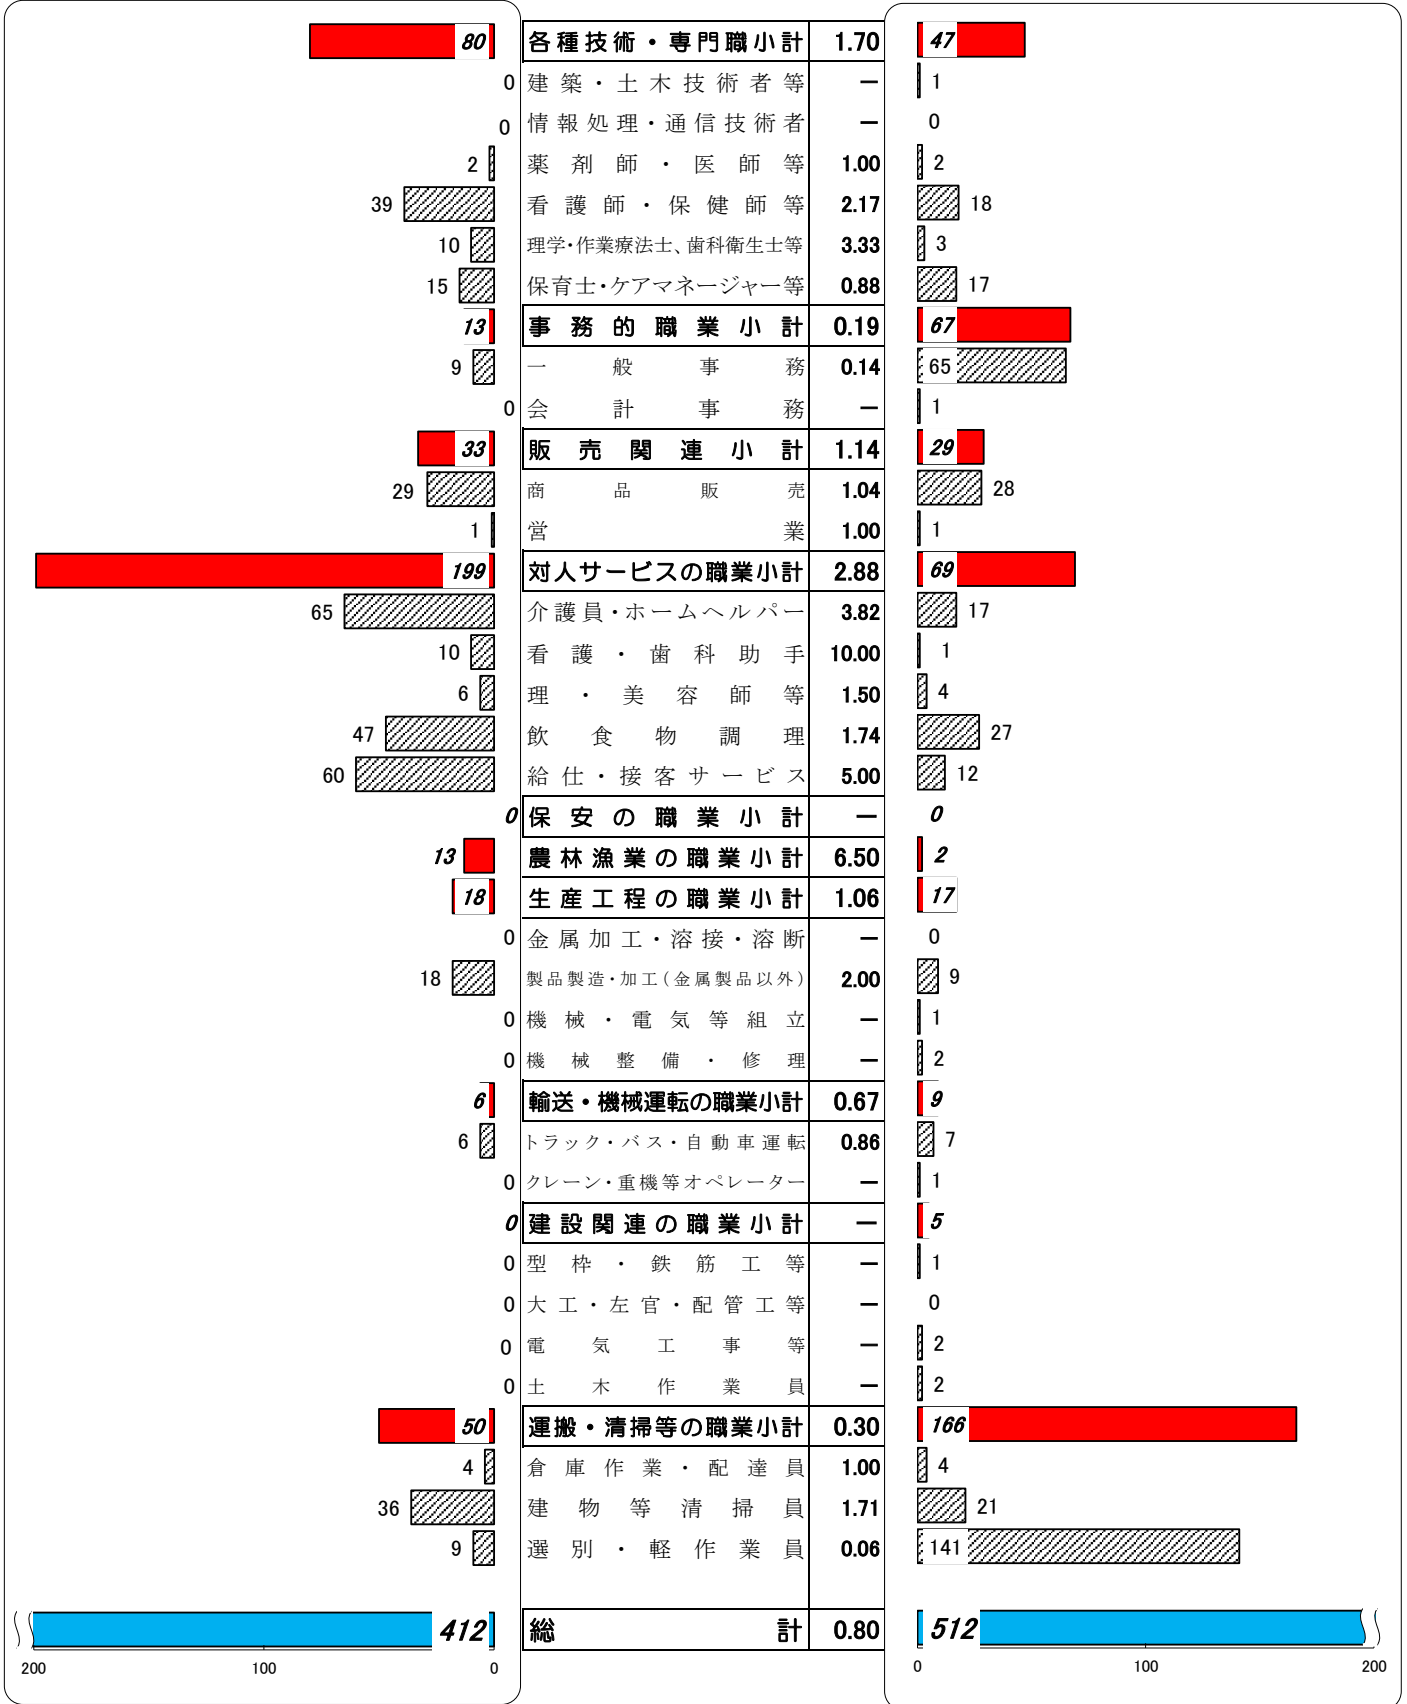 80 各種技術・専門職小計 1.70 47
0 建築・土木技術者等 ― 1
0 情報処理・通信技術者 ― 0
2 薬剤師・医師等 1.00 2
39 看護師・保健師等 2.17 18
10 理学・作業療法士、歯科衛生士等 3.33 3
15 保育士・ケアマネージャー等 0.88 17
13 事務的職業小計 0.19 67
9 一般事務 0.14 65
0 会計事務 ― 1
33 販売関連小計 1.14 29
29 商品販売 1.04 28
1 営業 1.00 1
199 対人サービスの職業小計 2.88 69
65 介護員・ホームヘルパー 3.82 17
10 看護・歯科助手 10.00 1
6 理・美容師等 1.50 4
47 飲食物調理 1.74 27
60 給仕・接客サービス 5.00 12
0 保安の職業小計 ― 0
13 農林漁業の職業小計 6.50 2
18 生産工程の職業小計 1.06 17
0 金属加工・溶接・溶断 ― 0
18 製品製造・加工(金属製品以外) 2.00 9
0 機械・電気等組立 ― 1
0 機械整備・修理 ― 2
6 輸送・機械運転の職業小計 0.67 9
6 トラック・バス・自動車運転 0.86 7
0 クレーン・重機等オペレーター ― 1
0 建設関連の職業小計 ― 5
0 型枠・鉄筋工等 ― 1
0 大工・左官・配管工等 ― 0
0 電気工事等 ― 2
0 土木作業員 ― 2
50 運搬・清掃等の職業小計 0.30 166
4 倉庫作業・配達員 1.00 4
36 建物等清掃員 1.71 21
9 選別・軽作業員 0.06 141
412 総計 0.80 512
200 100 0 0 100 200